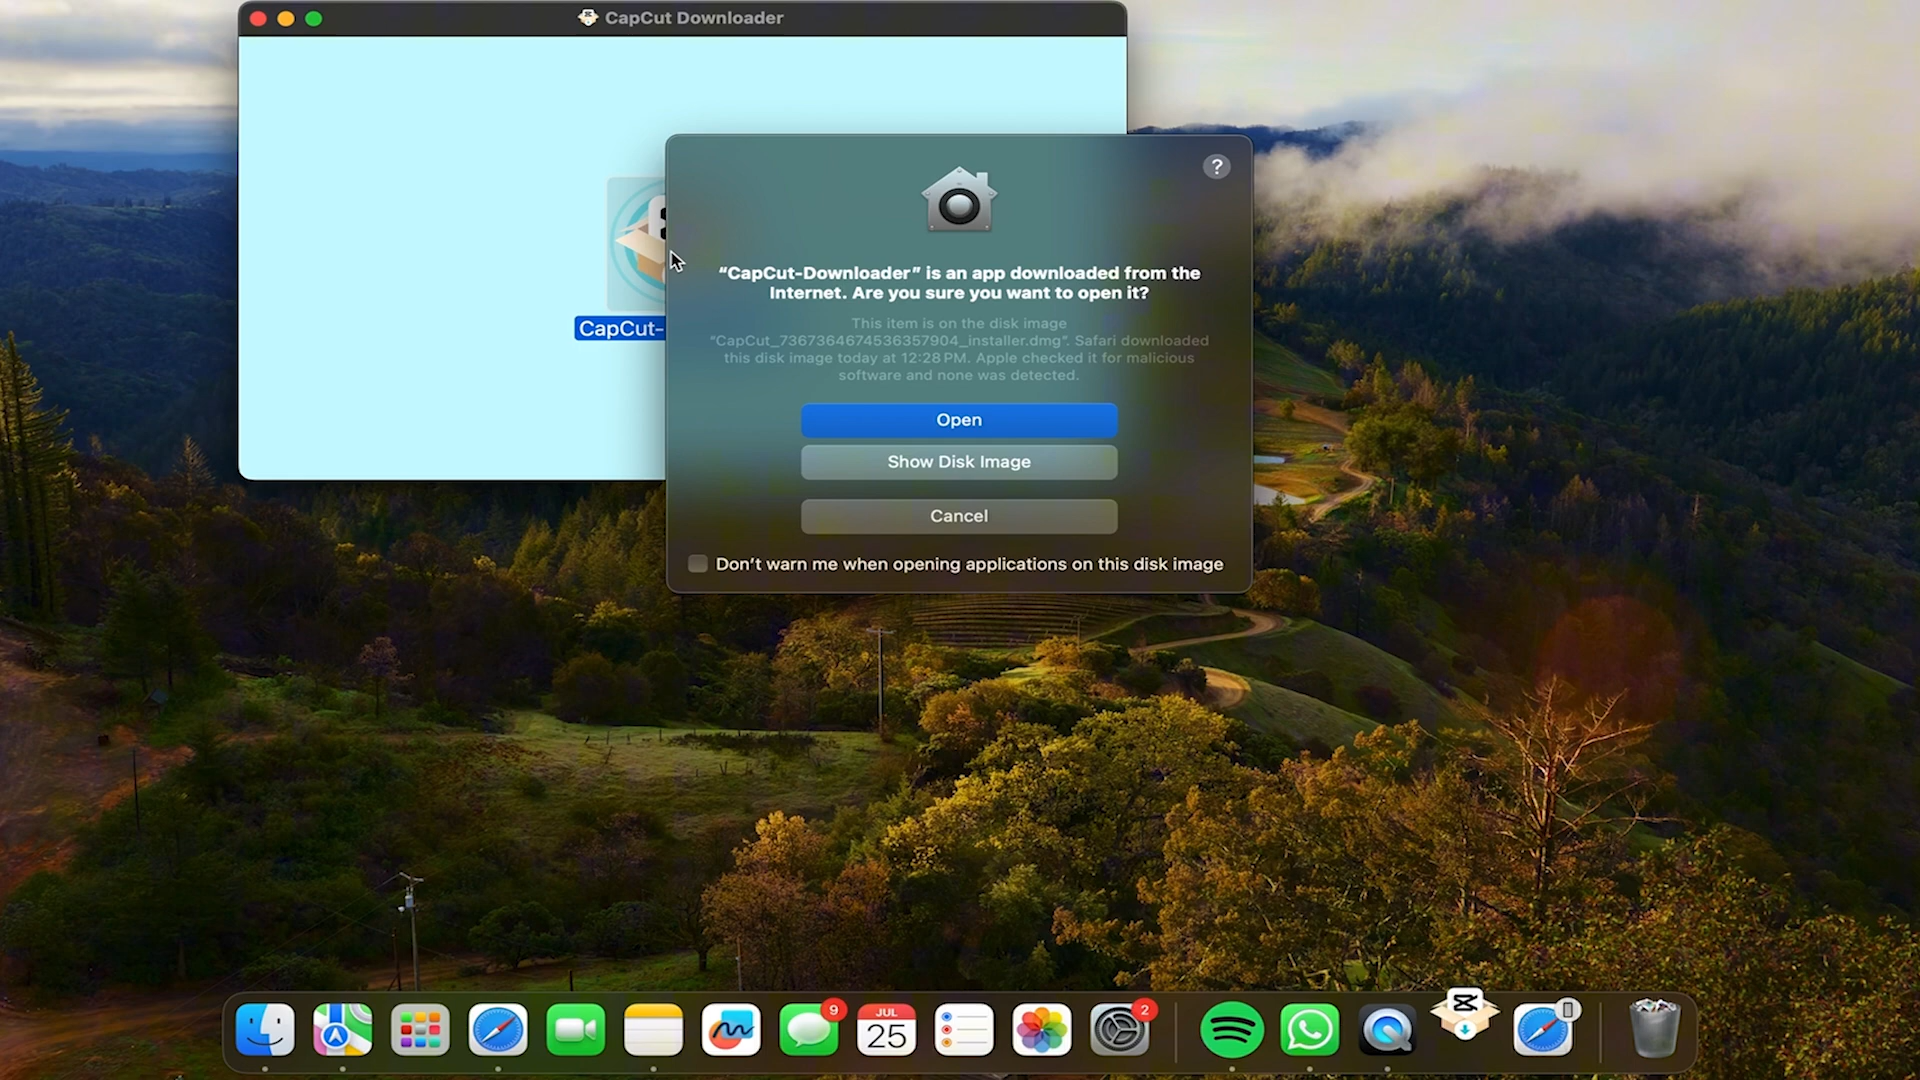 CapCut Downloader
?
“CapCut-Downloader” is an app downloaded from the
Internet. Are you sure you want to open it?
This item is on the disk image
“CapCut_7367364674536357904_installer.dmg”. Safari downloaded
this disk image today at 12:28 PM. Apple checked it for malicious
software and none was detected.
CapCut-
Open
Show Disk Image
Cancel
Don’t warn me when opening applications on this disk image
9
JUL
25
2